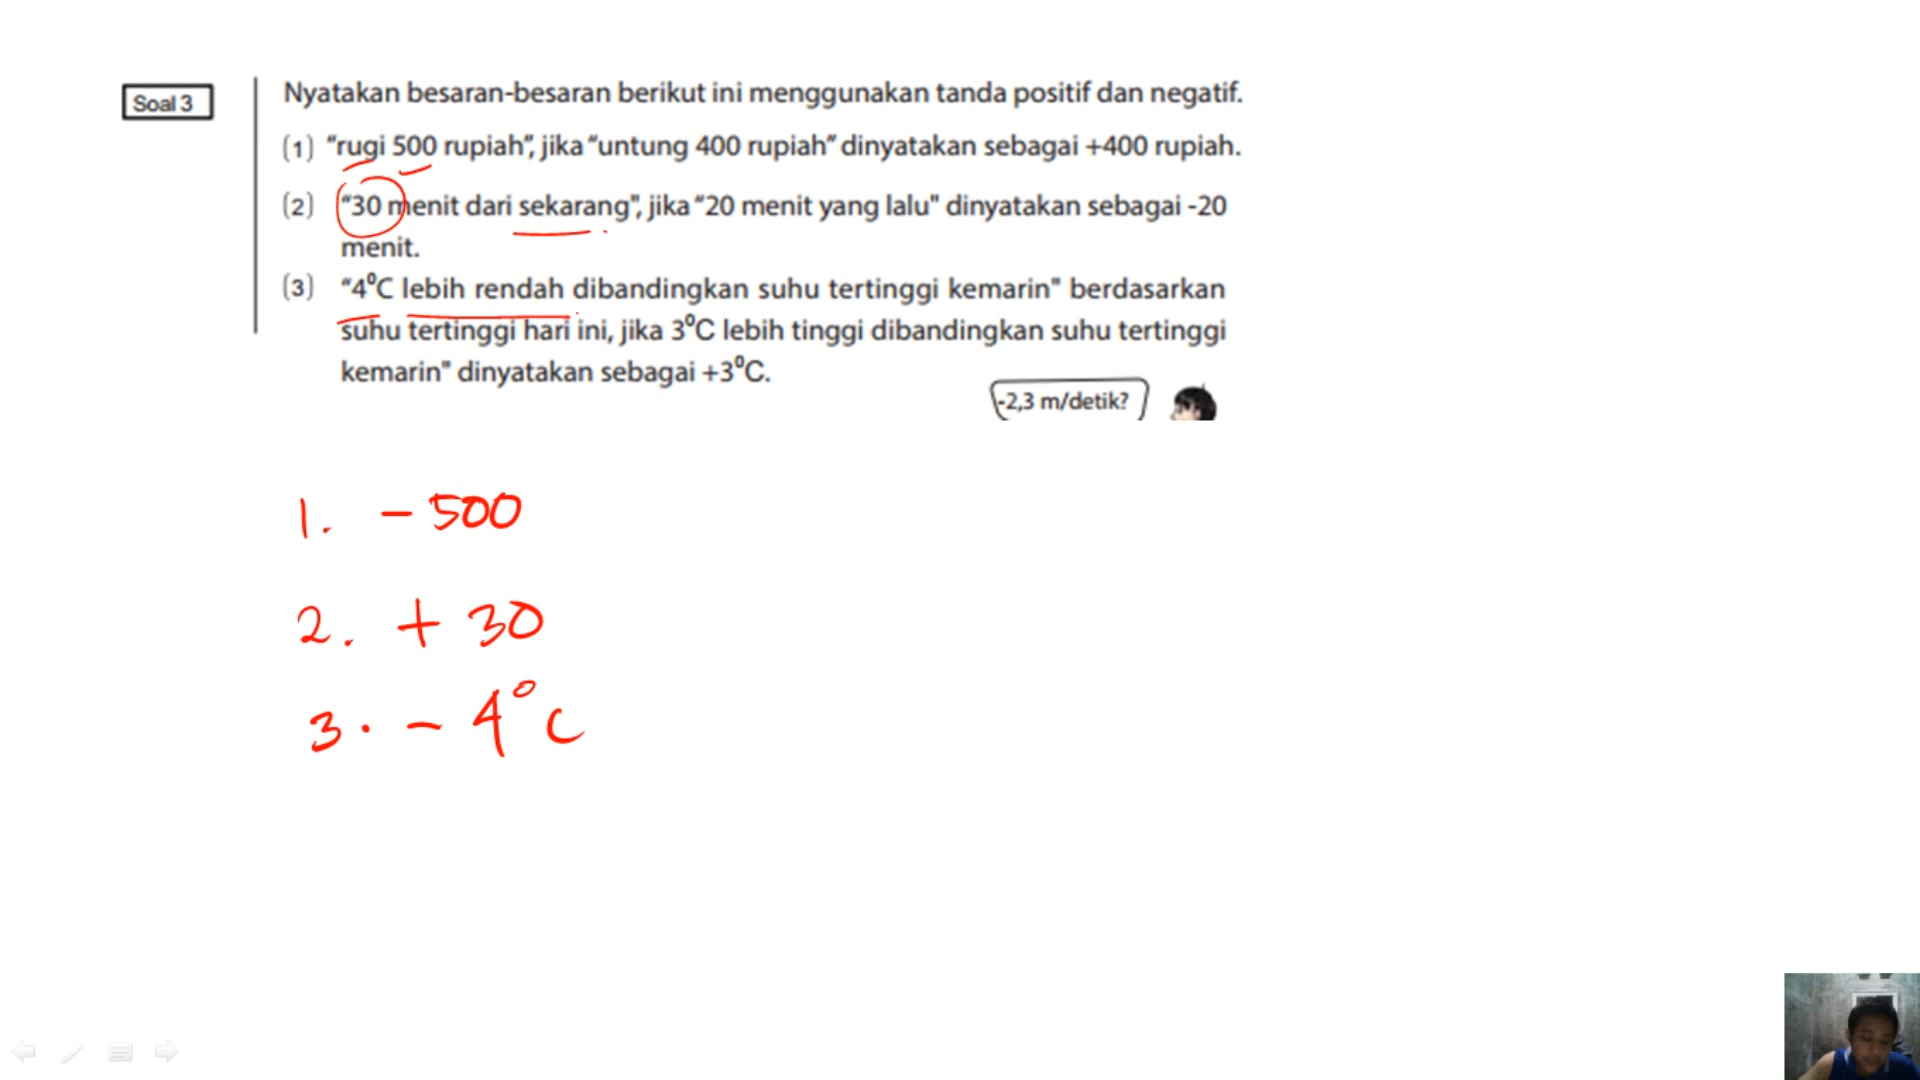 Soal 3
Nyatakan besaran-besaran berikut ini menggunakan tanda positif dan negatif.
(1) "rugi 500 rupiah", jika "untung 400 rupiah" dinyatakan sebagai +400 rupiah.
(2) "30 menit dari sekarang", jika "20 menit yang lalu" dinyatakan sebagai -20
menit.
(3) "4⁰C lebih rendah dibandingkan suhu tertinggi kemarin" berdasarkan
suhu tertinggi hari ini, jika 3⁰C lebih tinggi dibandingkan suhu tertinggi
kemarin" dinyatakan sebagai +3⁰C.
-2,3 m/detik?
1. - 500
2. + 30
3. - 4°C